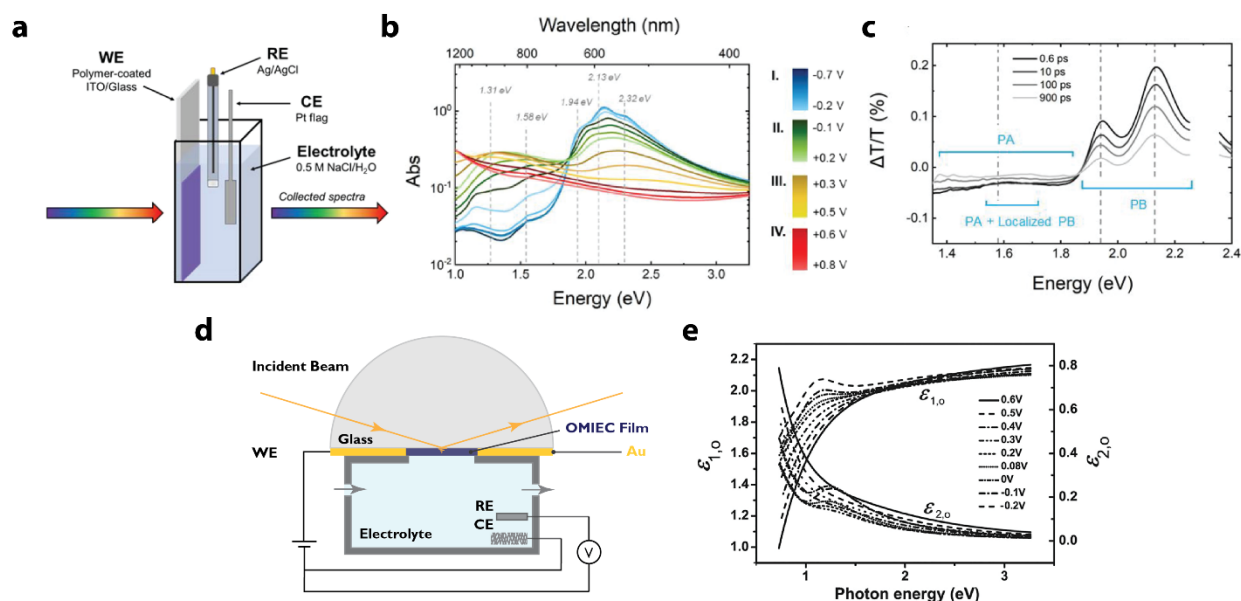 a
WE
Polymer-coated
ITO/Glass
RE
Ag/AgCl
CE
Pt flag
Electrolyte
0.5 M NaCl/H₂O
Collected spectra
b
Wavelength (nm)
1200 800 600 400
Abs
10⁰
10⁻¹
10⁻²
1.31 eV
1.58 eV
1.94 eV
2.13 eV
2.32 eV
1.0 1.5 2.0 2.5 3.0
Energy (eV)
I.
-0.7 V
-0.2 V
II.
-0.1 V
+0.2 V
III.
+0.3 V
+0.5 V
IV.
+0.6 V
+0.8 V
c
ΔT/T (%)
0.2
0.1
0.0
-0.1
0.6 ps
10 ps
100 ps
900 ps
PA
PA + Localized PB
PB
1.4 1.6 1.8 2.0 2.2 2.4
Energy (eV)
d
Incident Beam
Glass
OMIEC Film
WE
Au
RE
CE
Electrolyte
V
e
ε1,o
2.2
2.0
1.8
1.6
1.4
1.2
1.0
ε1,o
ε2,o
0.6V
0.5V
0.4V
0.3V
0.2V
0.08V
0V
-0.1V
-0.2V
0.8
0.6
0.4
0.2
0.0
ε2,o
1 2 3
Photon energy (eV)